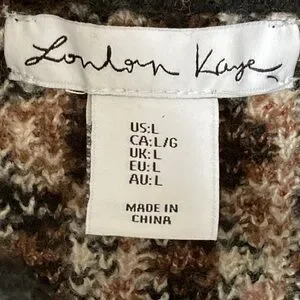 London Kaye
US:L
CA:L/G
UK:L
EU:L
AU:L
MADE IN
CHINA